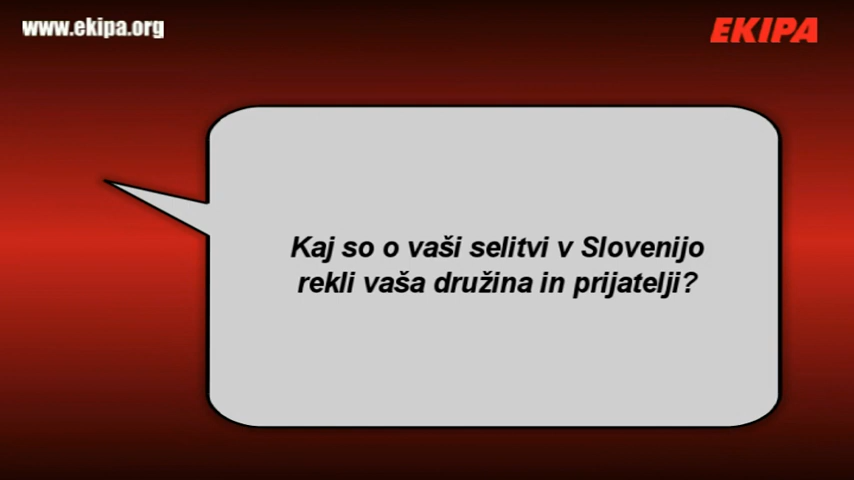 www.ekipa.org
EKIPA
Kaj so o vaši selitvi v Slovenijo
rekli vaša družina in prijatelji?